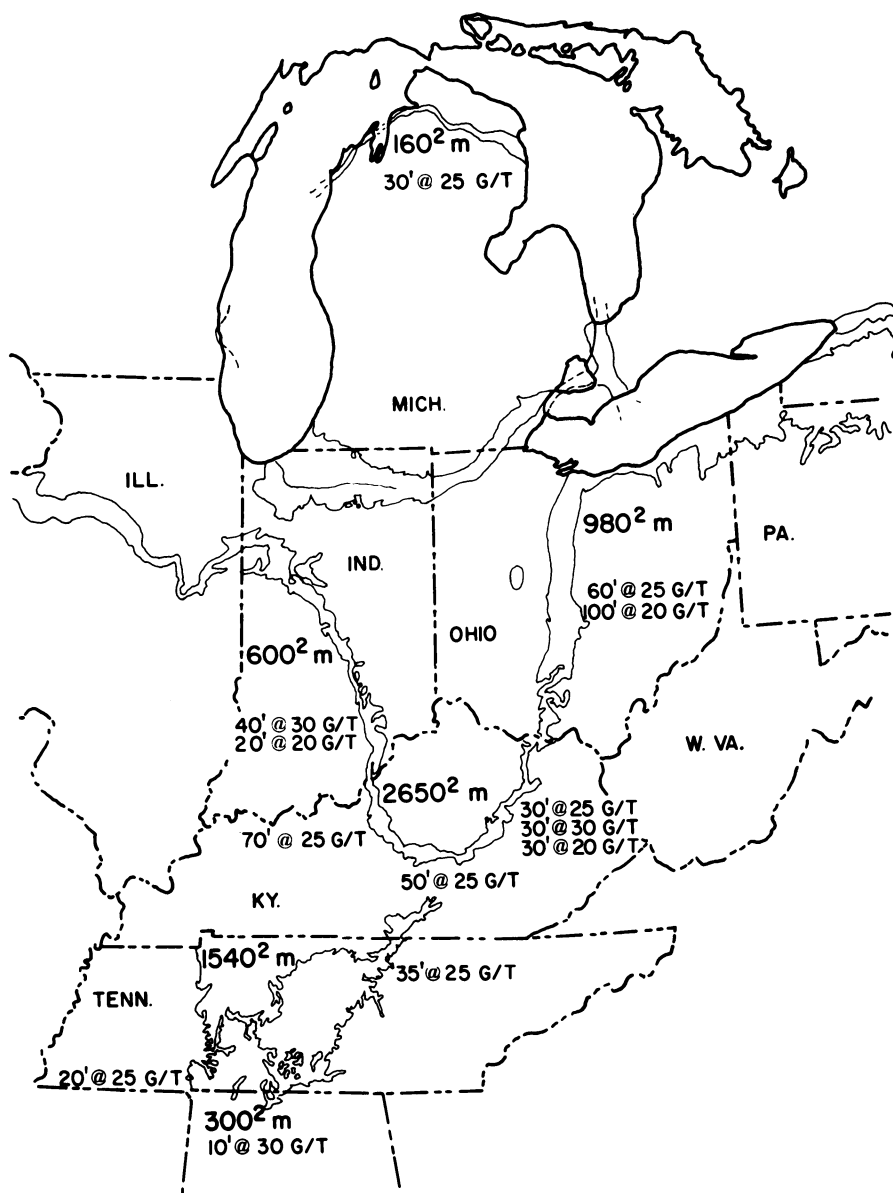 160² m
30' @ 25 G/T
MICH.
ILL.
980² m
PA.
IND.
60' @ 25 G/T
100' @ 20 G/T
OHIO
600² m
40' @ 30 G/T
20' @ 20 G/T
W. VA.
2650² m
30' @ 25 G/T
30' @ 30 G/T
30' @ 20 G/T
70' @ 25 G/T
50' @ 25 G/T
KY.
1540² m
35' @ 25 G/T
TENN.
20' @ 25 G/T
300² m
10' @ 30 G/T